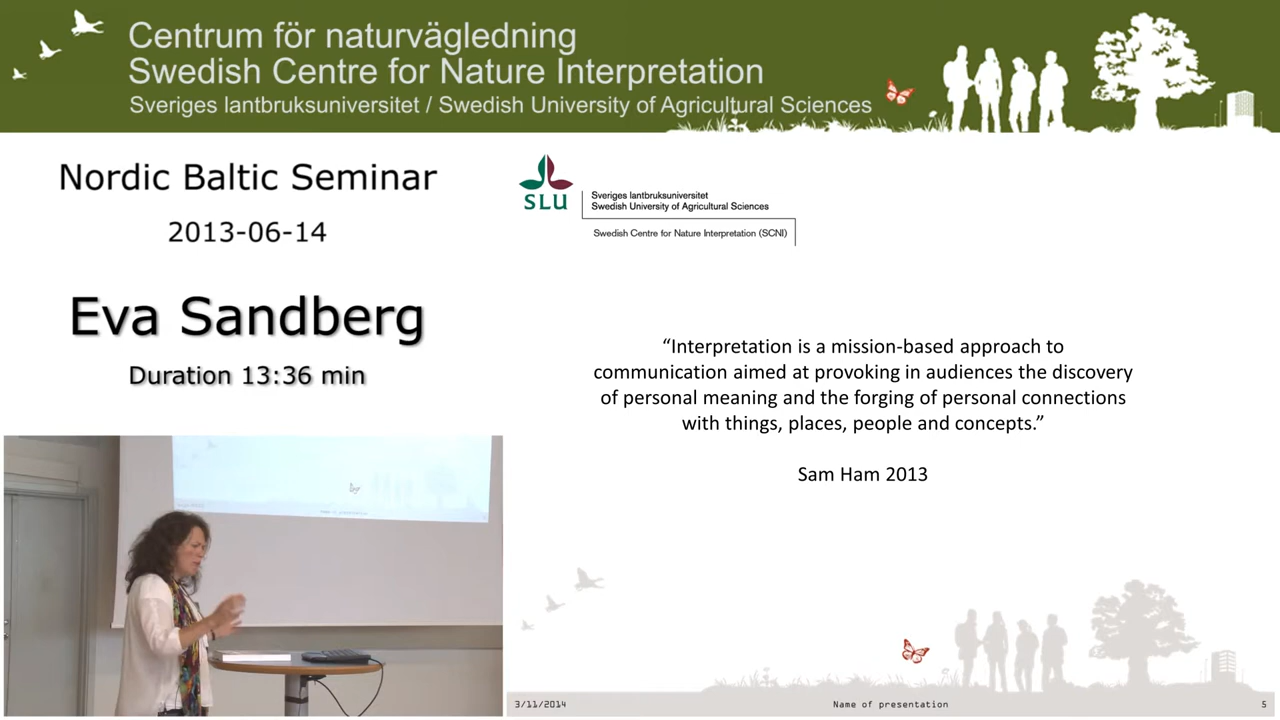 Centrum för naturvägledning
Swedish Centre for Nature Interpretation
Sveriges lantbruksuniversitet / Swedish University of Agricultural Sciences
Nordic Baltic Seminar
2013-06-14
Eva Sandberg
Duration 13:36 min
SLU
Sveriges lantbruksuniversitet
Swedish University of Agricultural Sciences
Swedish Centre for Nature Interpretation (SCNI)
“Interpretation is a mission-based approach to
communication aimed at provoking in audiences the discovery
of personal meaning and the forging of personal connections
with things, places, people and concepts.”
Sam Ham 2013
3/11/2014
Name of presentation
5